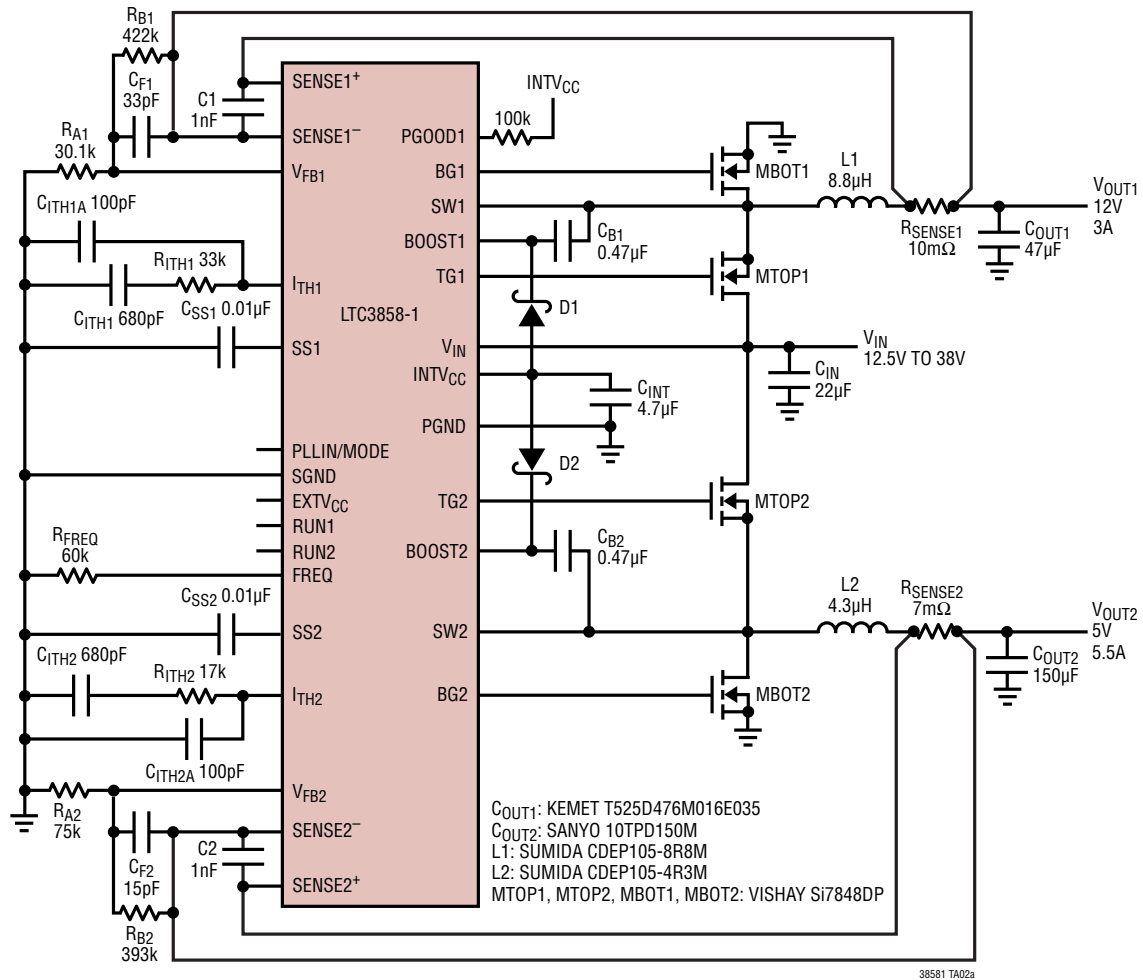 RB1
422k
CF1
33pF
C1
1nF
RA1
30.1k
CITH1A 100pF
RITH1 33k
CITH1 680pF
CSS1 0.01µF
RFREQ
60k
CSS2 0.01µF
CITH2 680pF
RITH2 17k
CITH2A 100pF
RA2
75k
CF2
15pF
C2
1nF
RB2
393k
SENSE1+
SENSE1–
VFB1
ITH1
SS1
LTC3858-1
PLLIN/MODE
SGND
EXTVCC
RUN1
RUN2
FREQ
SS2
ITH2
VFB2
SENSE2–
SENSE2+
PGOOD1
BG1
SW1
BOOST1
TG1
VIN
INTVCC
PGND
TG2
BOOST2
SW2
BG2
INTVCC
100k
MBOT1
L1
8.8µH
RSENSE1
10mΩ
COUT1
47µF
VOUT1
12V
3A
CB1
0.47µF
MTOP1
D1
VIN
12.5V TO 38V
CIN
22µF
CINT
4.7µF
D2
MTOP2
CB2
0.47µF
L2
4.3µH
RSENSE2
7mΩ
VOUT2
5V
5.5A
COUT2
150µF
MBOT2
COUT1: KEMET T525D476M016E035
COUT2: SANYO 10TPD150M
L1: SUMIDA CDEP105-8R8M
L2: SUMIDA CDEP105-4R3M
MTOP1, MTOP2, MBOT1, MBOT2: VISHAY Si7848DP
38581 TA02a